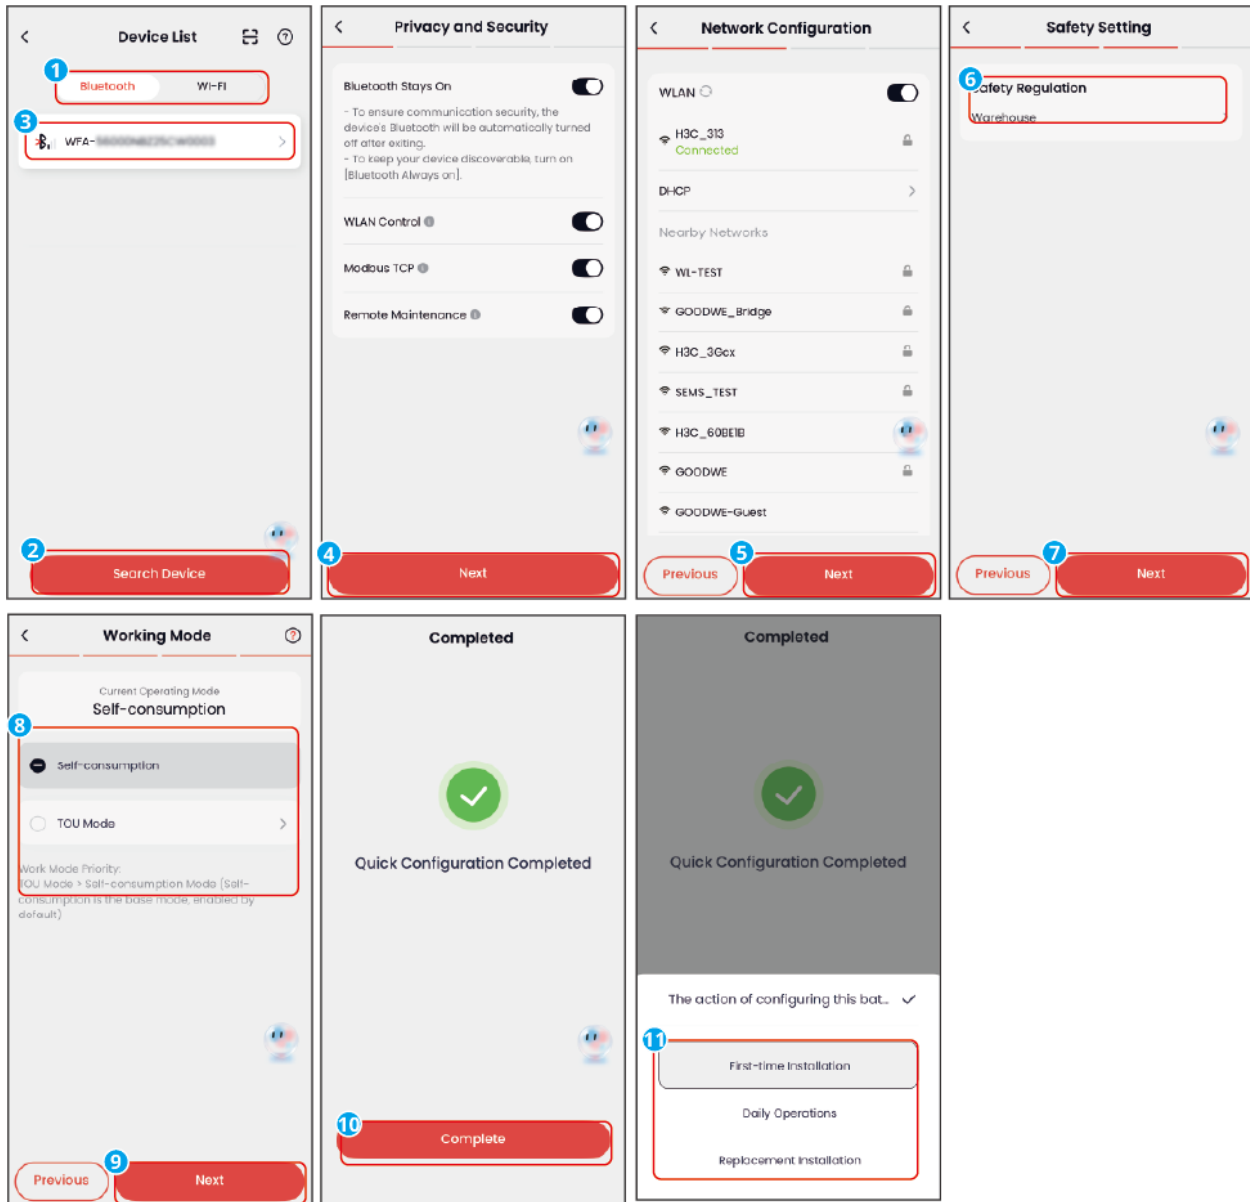 Device List
1
Bluetooth
Wi-Fi
3
WFA-
2
Search Device
Privacy and Security
Bluetooth Stays On
- To ensure communication security, the
device's Bluetooth will be automatically turned
off after exiting.
- To keep your device discoverable, turn on
[Bluetooth Always on].
WLAN Control
Modbus TCP
Remote Maintenance
4
Next
Network Configuration
WLAN
H3C_313
Connected
DHCP
Nearby Networks
WL-TEST
GOODWE_Bridge
H3C_3Gcx
SEMS_TEST
H3C_60BE1B
GOODWE
GOODWE-Guest
5
Previous
Next
Safety Setting
6
Safety Regulation
Warehouse
7
Previous
Next
Working Mode
Current Operating Mode
Self-consumption
8
Self-consumption
TOU Mode
Work Mode Priority:
TOU Mode > Self-consumption Mode (Self-
consumption is the base mode, enabled by
default)
9
Previous
Next
Completed
Quick Configuration Completed
10
Complete
Completed
Quick Configuration Completed
The action of configuring this bat...
11
First-time Installation
Daily Operations
Replacement Installation